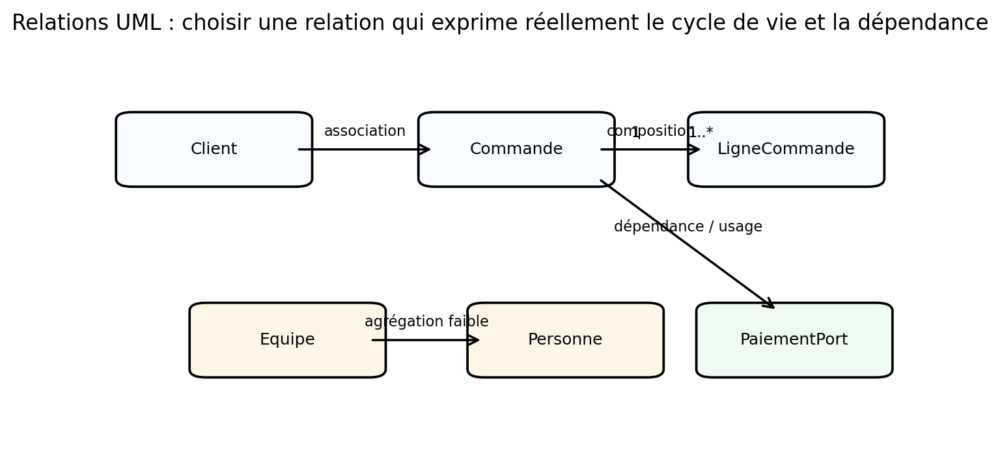 Relations UML : choisir une relation qui exprime réellement le cycle de vie et la dépendance
association
composition
1
1..*
Client
Commande
LigneCommande
dépendance / usage
agrégation faible
Equipe
Personne
PaiementPort